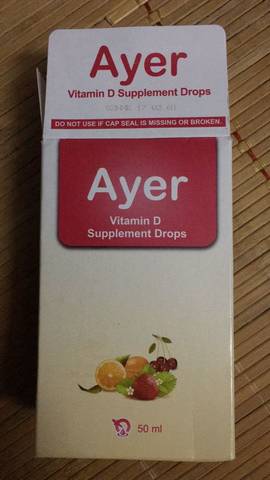 Ayer
Vitamin D Supplement Drops
DO NOT USE IF CAP SEAL IS MISSING OR BROKEN.
Ayer
Vitamin D
Supplement Drops
50 ml